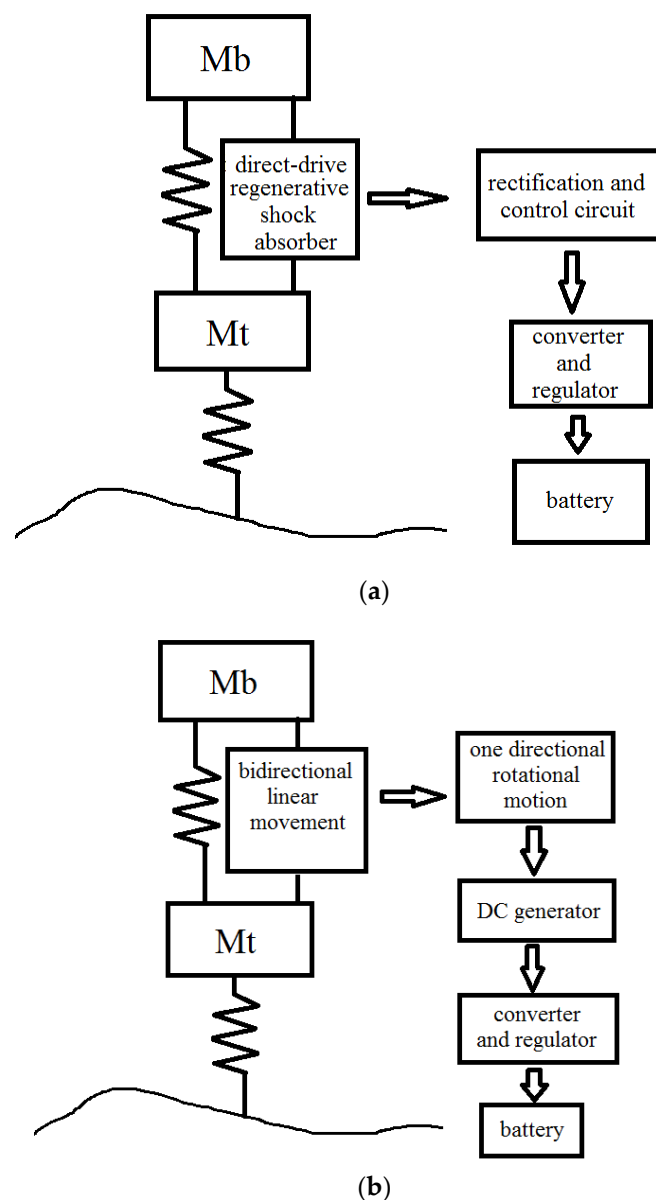 Mb
direct-drive
regenerative
shock
absorber
rectification and
control circuit
Mt
converter
and
regulator
battery
(a)
Mb
bidirectional
linear
movement
one directional
rotational
motion
DC generator
Mt
converter
and regulator
battery
(b)